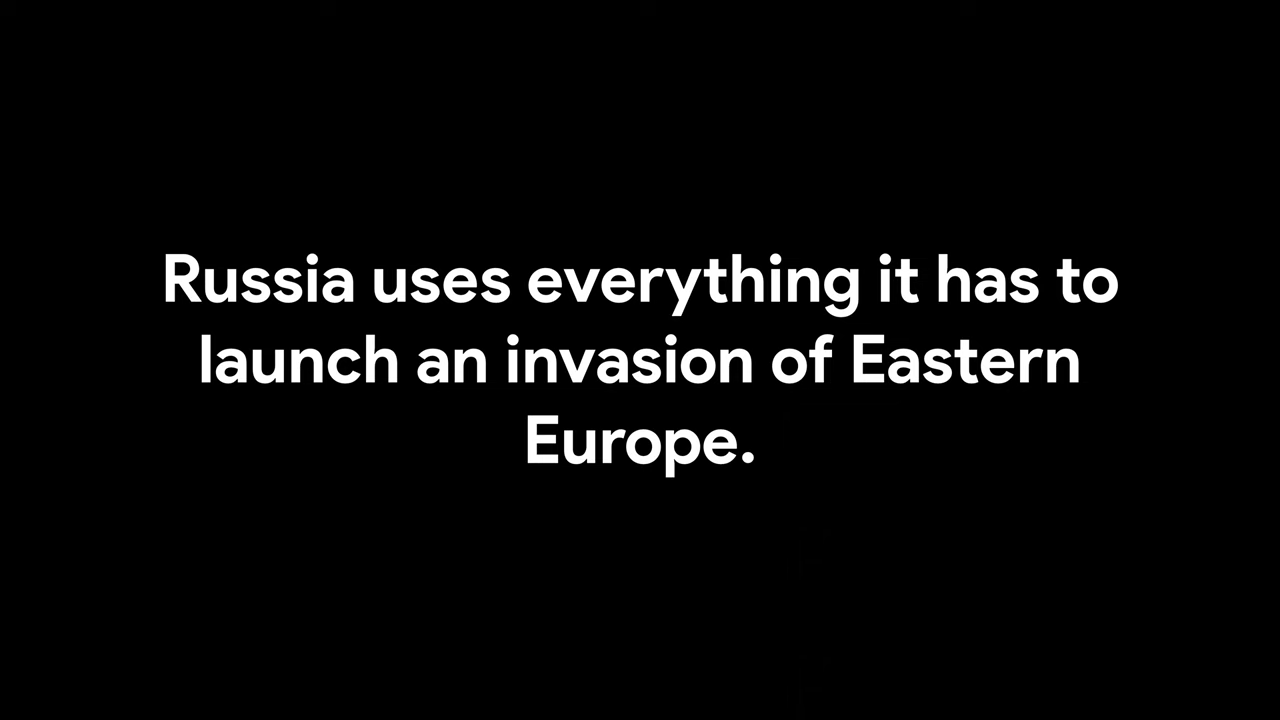 Russia uses everything it has to
launch an invasion of Eastern
Europe.